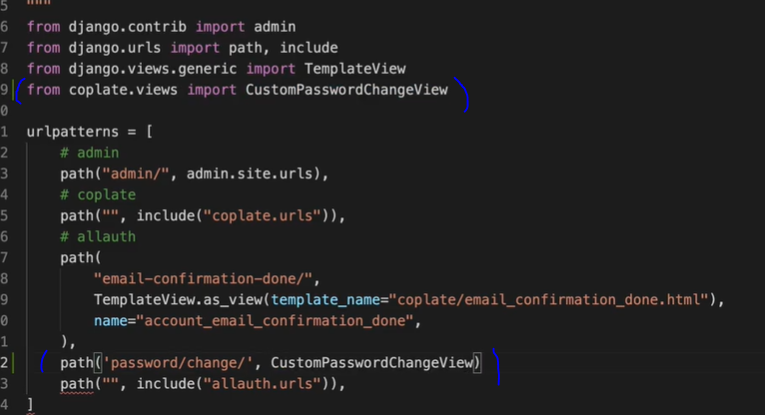 5 """
6 from django.contrib import admin
7 from django.urls import path, include
8 from django.views.generic import TemplateView
9 from coplate.views import CustomPasswordChangeView
0
1 urlpatterns = [
2     # admin
3     path("admin/", admin.site.urls),
4     # coplate
5     path("", include("coplate.urls")),
6     # allauth
7     path(
8         "email-confirmation-done/",
9         TemplateView.as_view(template_name="coplate/email_confirmation_done.html"),
0         name="account_email_confirmation_done",
1     ),
2     path('password/change/', CustomPasswordChangeView)
3     path("", include("allauth.urls")),
4 ]